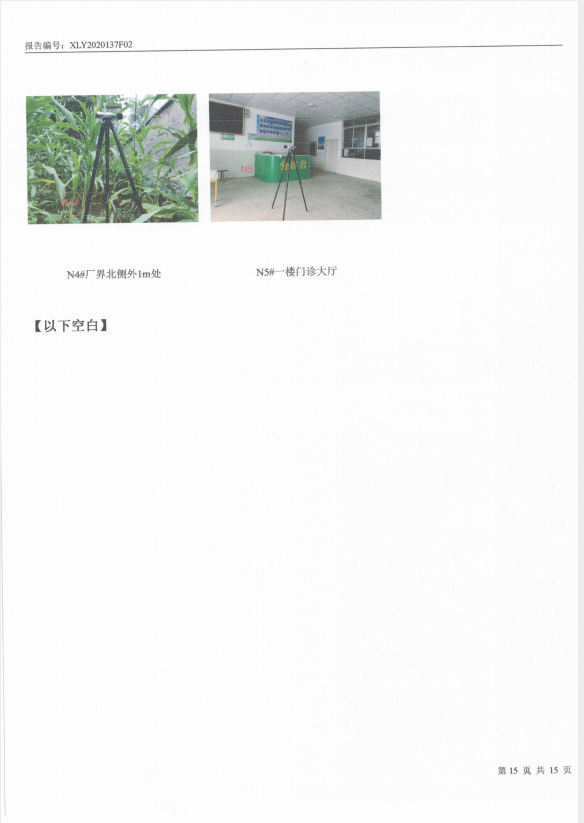 报告编号：XLY2020137F02
N5
分诊台
N4#厂界北侧外1m处
N5#一楼门诊大厅
【以下空白】
第 15 页 共 15 页